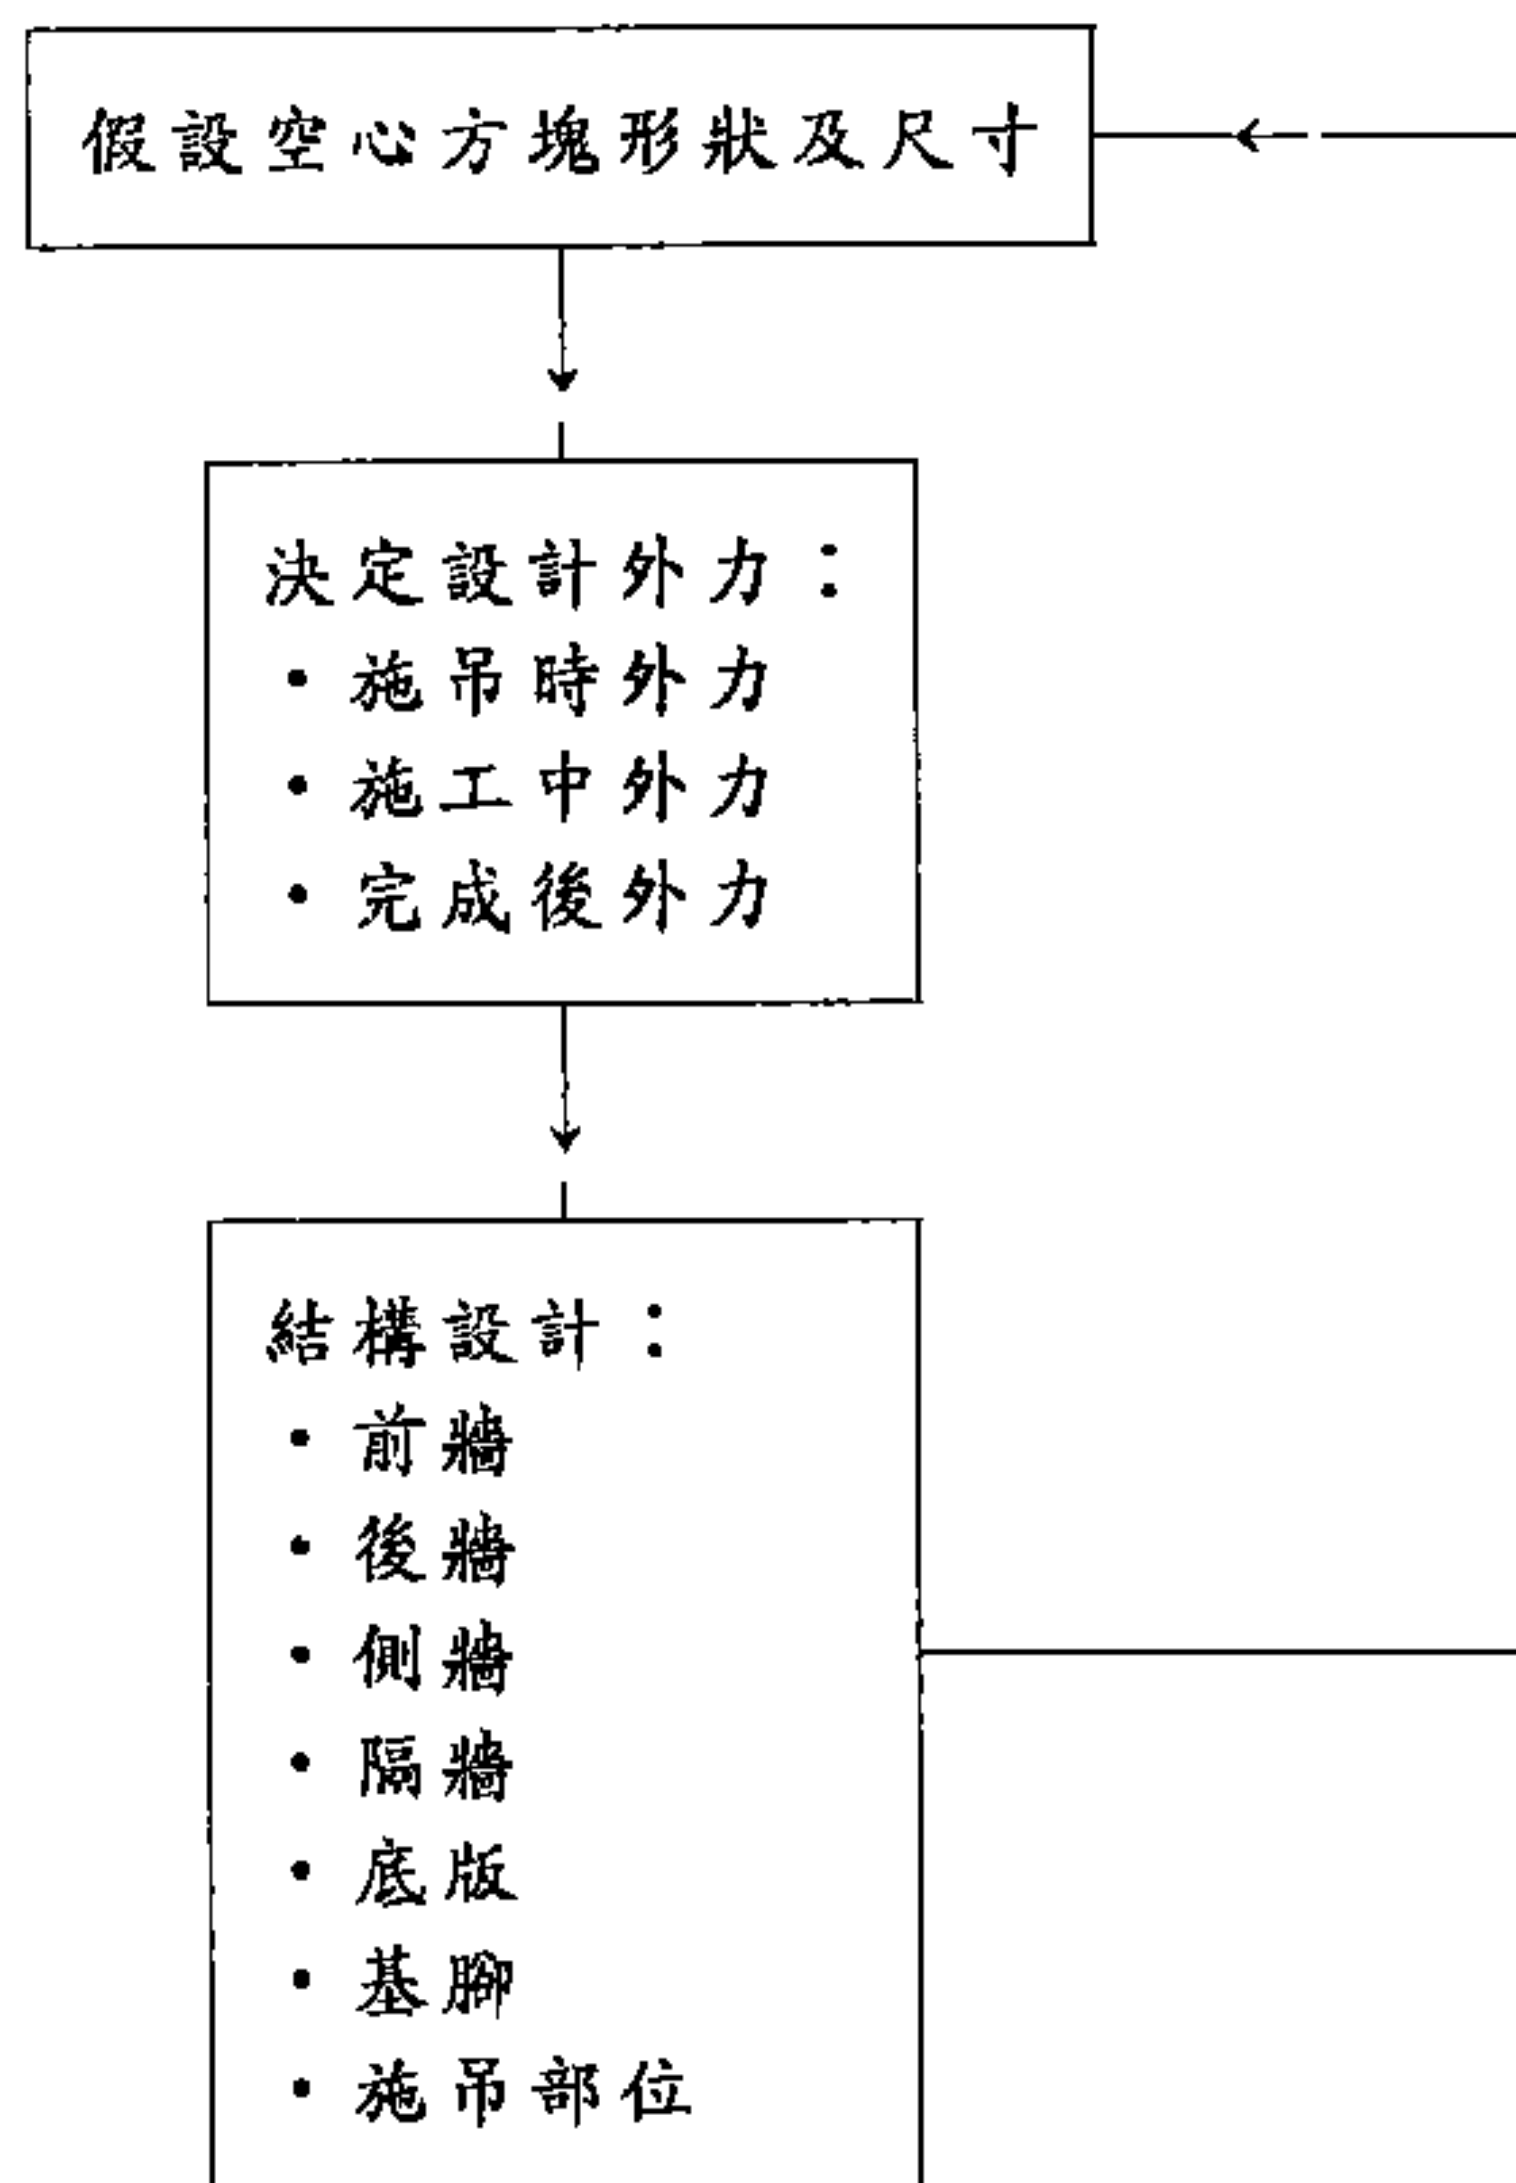 假設空心方塊形狀及尺寸
決定設計外力：
・施吊時外力
・施工中外力
・完成後外力
結構設計：
・前牆
・後牆
・側牆
・隔牆
・底版
・基腳
・施吊部位